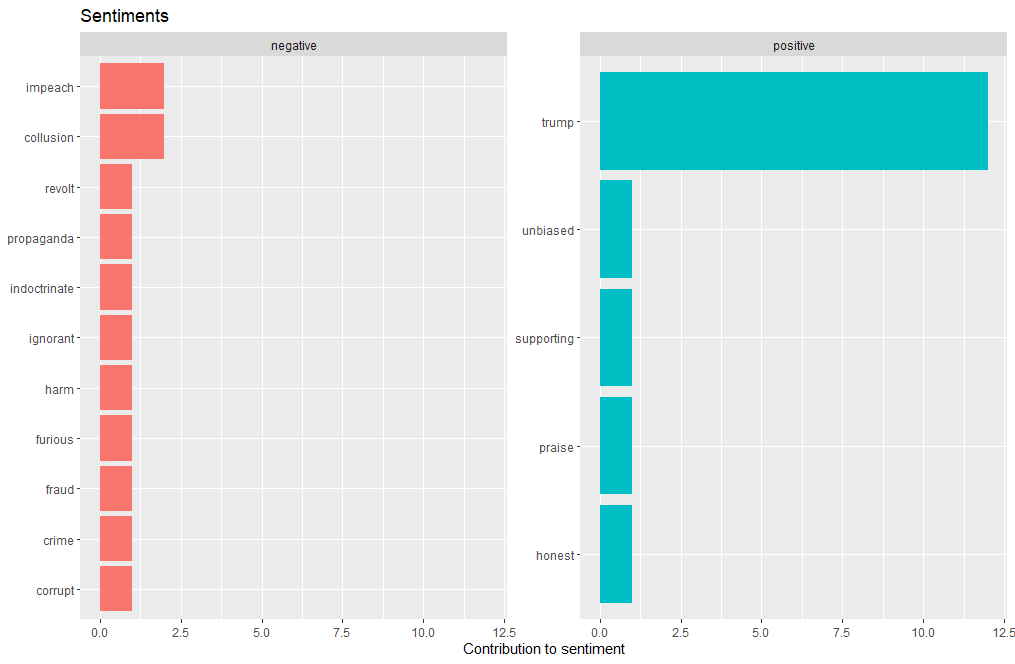 Sentiments
negative
impeach
collusion
revolt
propaganda
indoctrinate
ignorant
harm
furious
fraud
crime
corrupt
0.0 2.5 5.0 7.5 10.0 12.5
positive
trump
unbiased
supporting
praise
honest
0.0 2.5 5.0 7.5 10.0 12.5
Contribution to sentiment